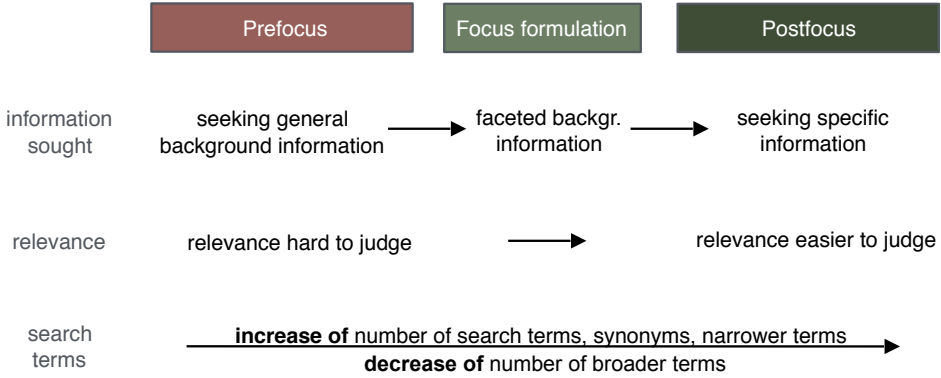 Prefocus
Focus formulation
Postfocus
information
sought
seeking general
background information
faceted backgr.
information
seeking specific
information
relevance
relevance hard to judge
relevance easier to judge
search
terms
increase of number of search terms, synonyms, narrower terms
decrease of number of broader terms